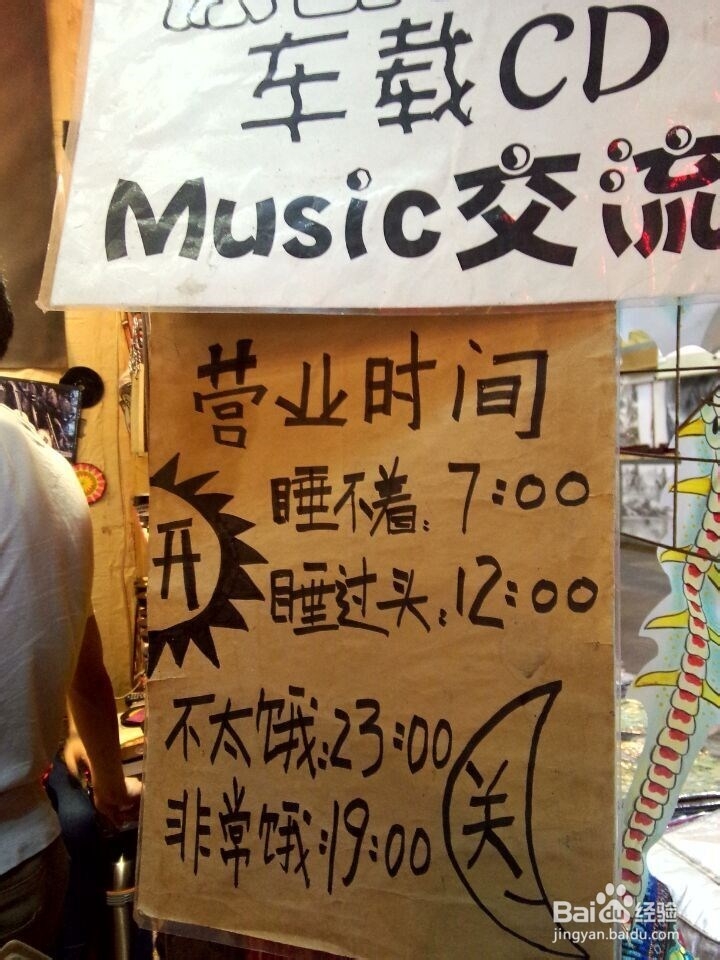 车载CD
Music交流
营业时间
开
睡不着:7:00
睡过头:12:00
不太饿:23:00
非常饿:19:00
关
Baidu经验
jingyan.baidu.com